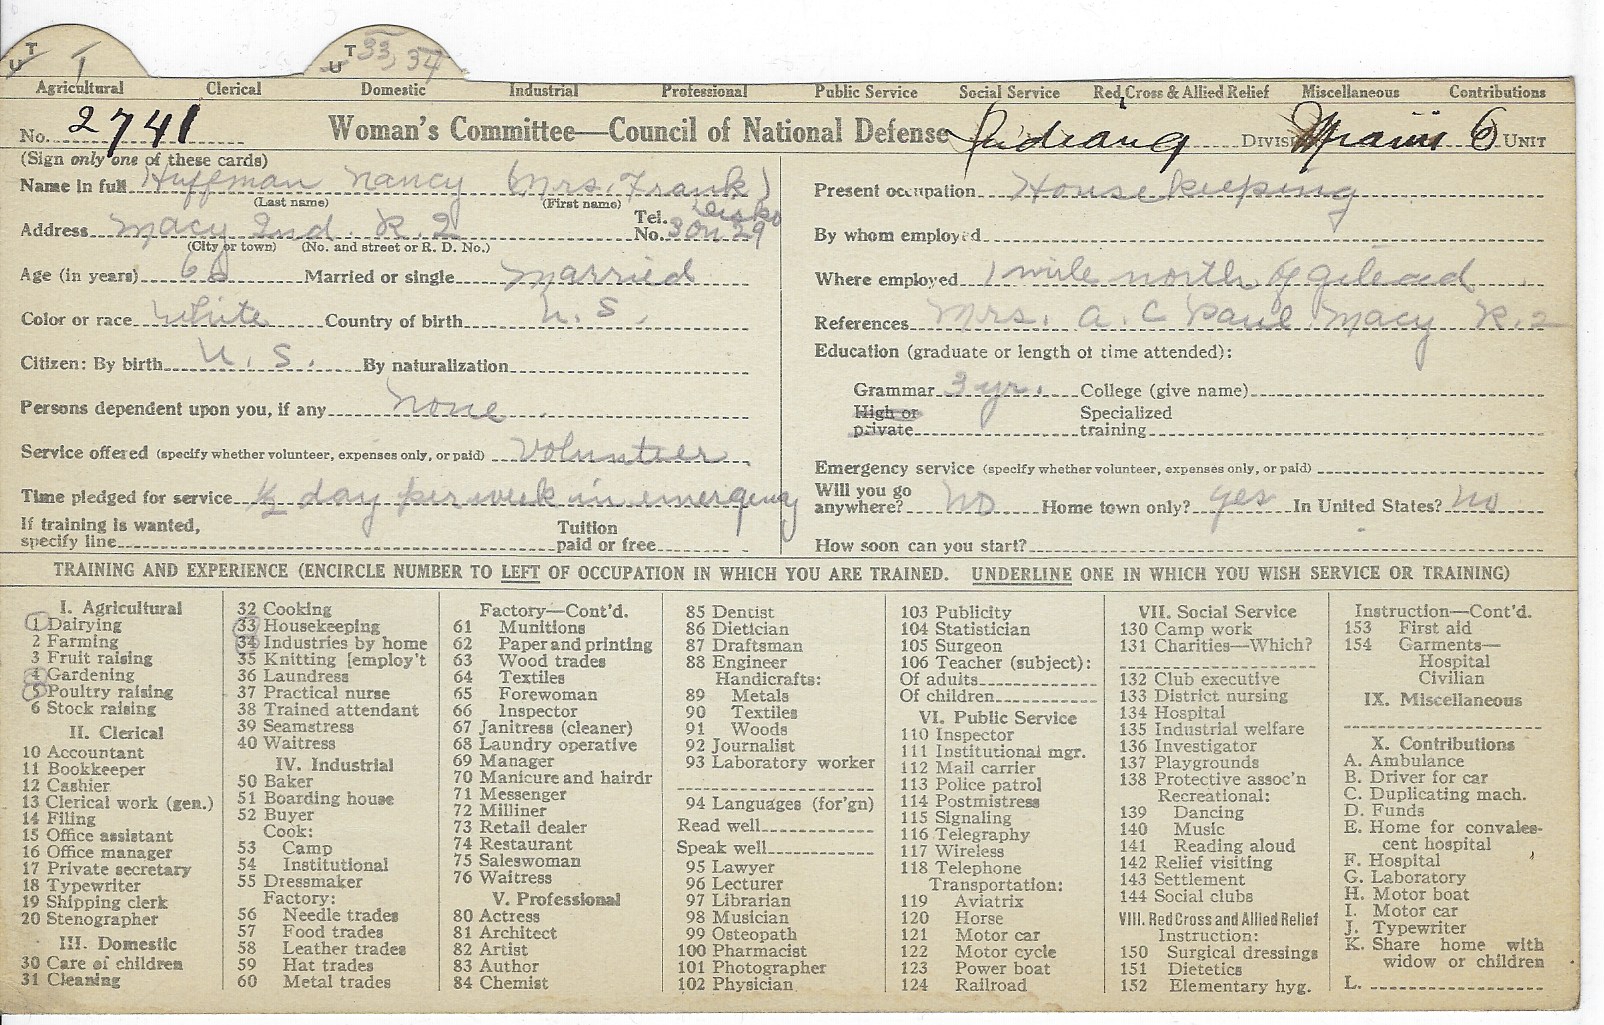 T U 1
T U 33, 34
Agricultural Clerical Domestic Industrial Professional Public Service Social Service Red Cross & Allied Relief Miscellaneous Contributions
No. 2741 Woman's Committee—Council of National Defense Indiana Divis Miami 6 Unit
(Sign only one of these cards)
Name in full Huffman Nancy (Mrs. Frank)
(Last name) (First name)
Address Macy Ind. R. 2 Tel. No. 3 on 29
(City or town) (No. and street or R. D. No.)
Age (in years) Married or single married
Color or race White Country of birth U. S.
Citizen: By birth U. S. By naturalization
Persons dependent upon you, if any none
Service offered (specify whether volunteer, expenses only, or paid) volunteer
Time pledged for service ½ day per week in emergency
If training is wanted,
specify line Tuition paid or free
Present occupation Housekeeping
By whom employed
Where employed 1 mile north of gilead
References Mrs. A. C Paul Macy R. 2
Education (graduate or length of time attended):
Grammar 3 yr. College (give name)
High or private Specialized training
Emergency service (specify whether volunteer, expenses only, or paid)
Will you go anywhere? No Home town only? yes In United States? no
How soon can you start?
TRAINING AND EXPERIENCE (ENCIRCLE NUMBER TO LEFT OF OCCUPATION IN WHICH YOU ARE TRAINED. UNDERLINE ONE IN WHICH YOU WISH SERVICE OR TRAINING)
I. Agricultural
1 Dairying
2 Farming
3 Fruit raising
4 Gardening
5 Poultry raising
6 Stock raising
II. Clerical
10 Accountant
11 Bookkeeper
12 Cashier
13 Clerical work (gen.)
14 Filing
15 Office assistant
16 Office manager
17 Private secretary
18 Typewriter
19 Shipping clerk
20 Stenographer
III. Domestic
30 Care of children
31 Cleaning
32 Cooking
33 Housekeeping
34 Industries by home
35 Knitting [employ't
36 Laundress
37 Practical nurse
38 Trained attendant
39 Seamstress
40 Waitress
IV. Industrial
50 Baker
51 Boarding house
52 Buyer
Cook:
53 Camp
54 Institutional
55 Dressmaker
Factory:
56 Needle trades
57 Food trades
58 Leather trades
59 Hat trades
60 Metal trades
Factory—Cont'd.
61 Munitions
62 Paper and printing
63 Wood trades
64 Textiles
65 Forewoman
66 Inspector
67 Janitress (cleaner)
68 Laundry operative
69 Manager
70 Manicure and hairdr
71 Messenger
72 Milliner
73 Retail dealer
74 Restaurant
75 Saleswoman
76 Waitress
V. Professional
80 Actress
81 Architect
82 Artist
83 Author
84 Chemist
85 Dentist
86 Dietician
87 Draftsman
88 Engineer
Handicrafts:
89 Metals
90 Textiles
91 Woods
92 Journalist
93 Laboratory worker
94 Languages (for'gn)
Read well
Speak well
95 Lawyer
96 Lecturer
97 Librarian
98 Musician
99 Osteopath
100 Pharmacist
101 Photographer
102 Physician
103 Publicity
104 Statistician
105 Surgeon
106 Teacher (subject):
Of adults
Of children
VI. Public Service
110 Inspector
111 Institutional mgr.
112 Mail carrier
113 Police patrol
114 Postmistress
115 Signaling
116 Telegraphy
117 Wireless
118 Telephone
Transportation:
119 Aviatrix
120 Horse
121 Motor car
122 Motor cycle
123 Power boat
124 Railroad
VII. Social Service
130 Camp work
131 Charities—Which?
132 Club executive
133 District nursing
134 Hospital
135 Industrial welfare
136 Investigator
137 Playgrounds
138 Protective assoc'n
Recreational:
139 Dancing
140 Music
141 Reading aloud
142 Relief visiting
143 Settlement
144 Social clubs
VIII. Red Cross and Allied Relief
Instruction:
150 Surgical dressings
151 Dietetics
152 Elementary hyg.
Instruction—Cont'd.
153 First aid
154 Garments—
Hospital
Civilian
IX. Miscellaneous
X. Contributions
A. Ambulance
B. Driver for car
C. Duplicating mach.
D. Funds
E. Home for convales-
cent hospital
F. Hospital
G. Laboratory
H. Motor boat
I. Motor car
J. Typewriter
K. Share home with
widow or children
L.